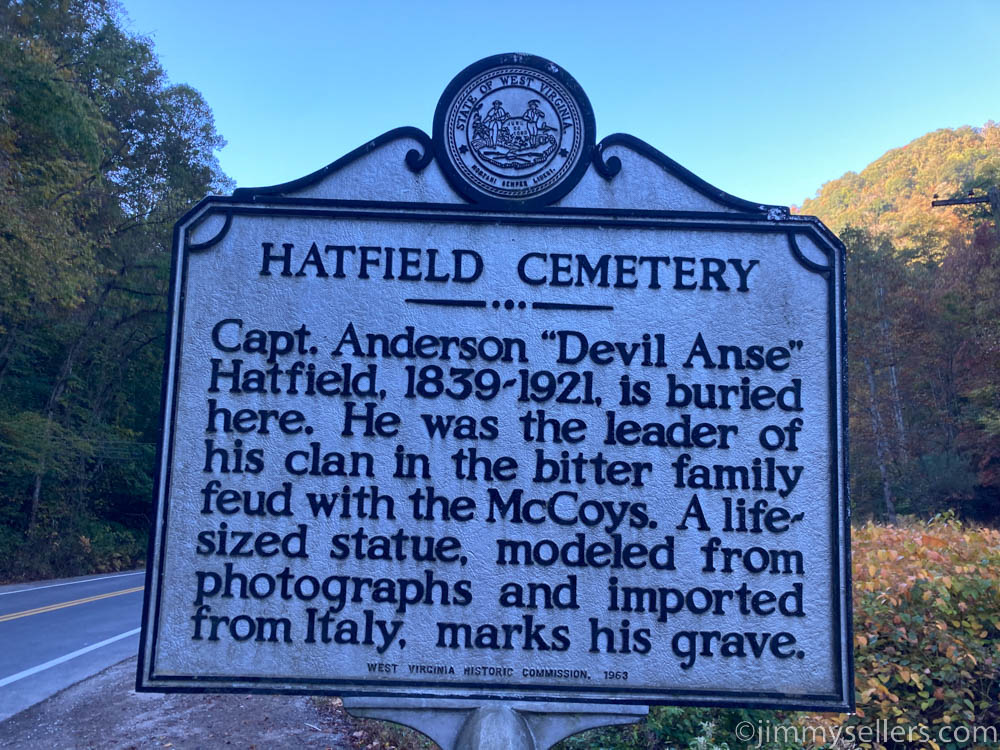 STATE OF WEST VIRGINIA
MONTANI SEMPER LIBERI
HATFIELD CEMETERY
Capt. Anderson "Devil Anse"
Hatfield, 1839-1921, is buried
here. He was the leader of
his clan in the bitter family
feud with the McCoys. A life-
sized statue, modeled from
photographs and imported
from Italy, marks his grave.
WEST VIRGINIA HISTORIC COMMISSION, 1963
©jimmysellers.com